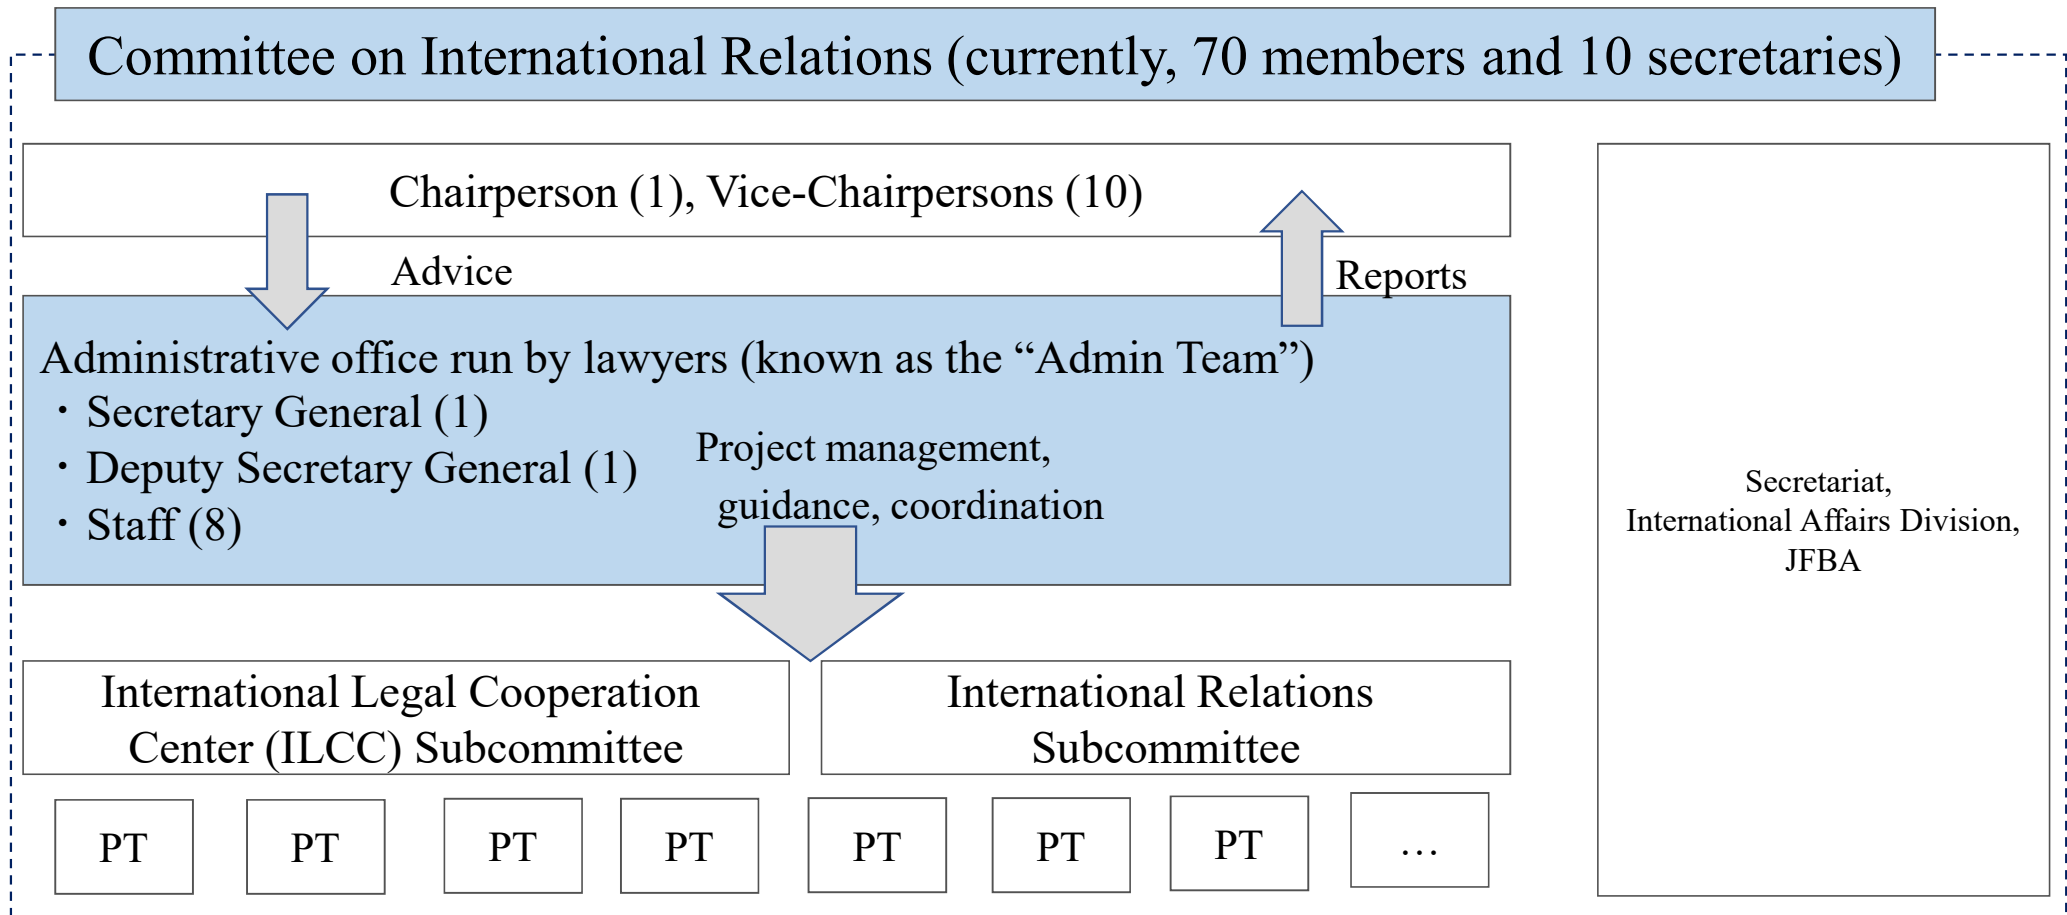 Committee on International Relations (currently, 70 members and 10 secretaries)
Chairperson (1), Vice-Chairpersons (10)
Advice
Reports
Administrative office run by lawyers (known as the “Admin Team”)
・Secretary General (1)
・Deputy Secretary General (1)
・Staff (8)
Project management,
guidance, coordination
International Legal Cooperation
Center (ILCC) Subcommittee
International Relations
Subcommittee
PT
PT
PT
PT
PT
PT
PT
…
Secretariat,
International Affairs Division,
JFBA